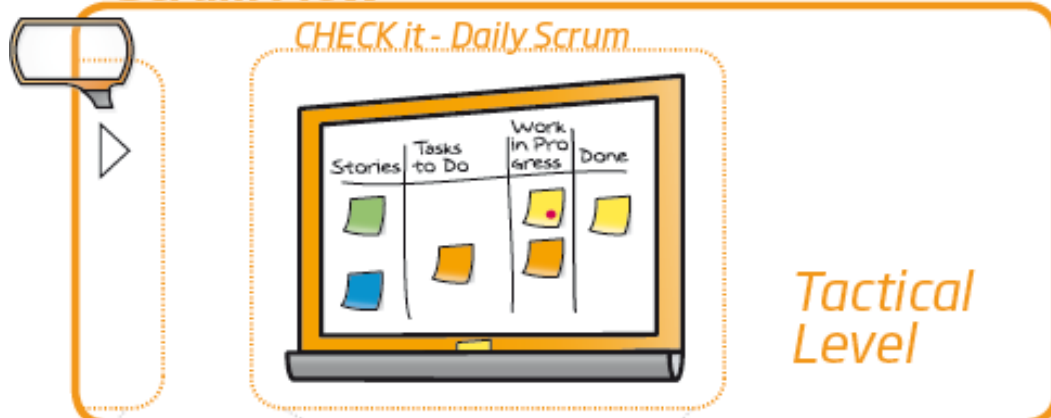 CHECK it - Daily Scrum
Stories
Tasks
to Do
Work
in Pro
gress
Done
Tactical
Level